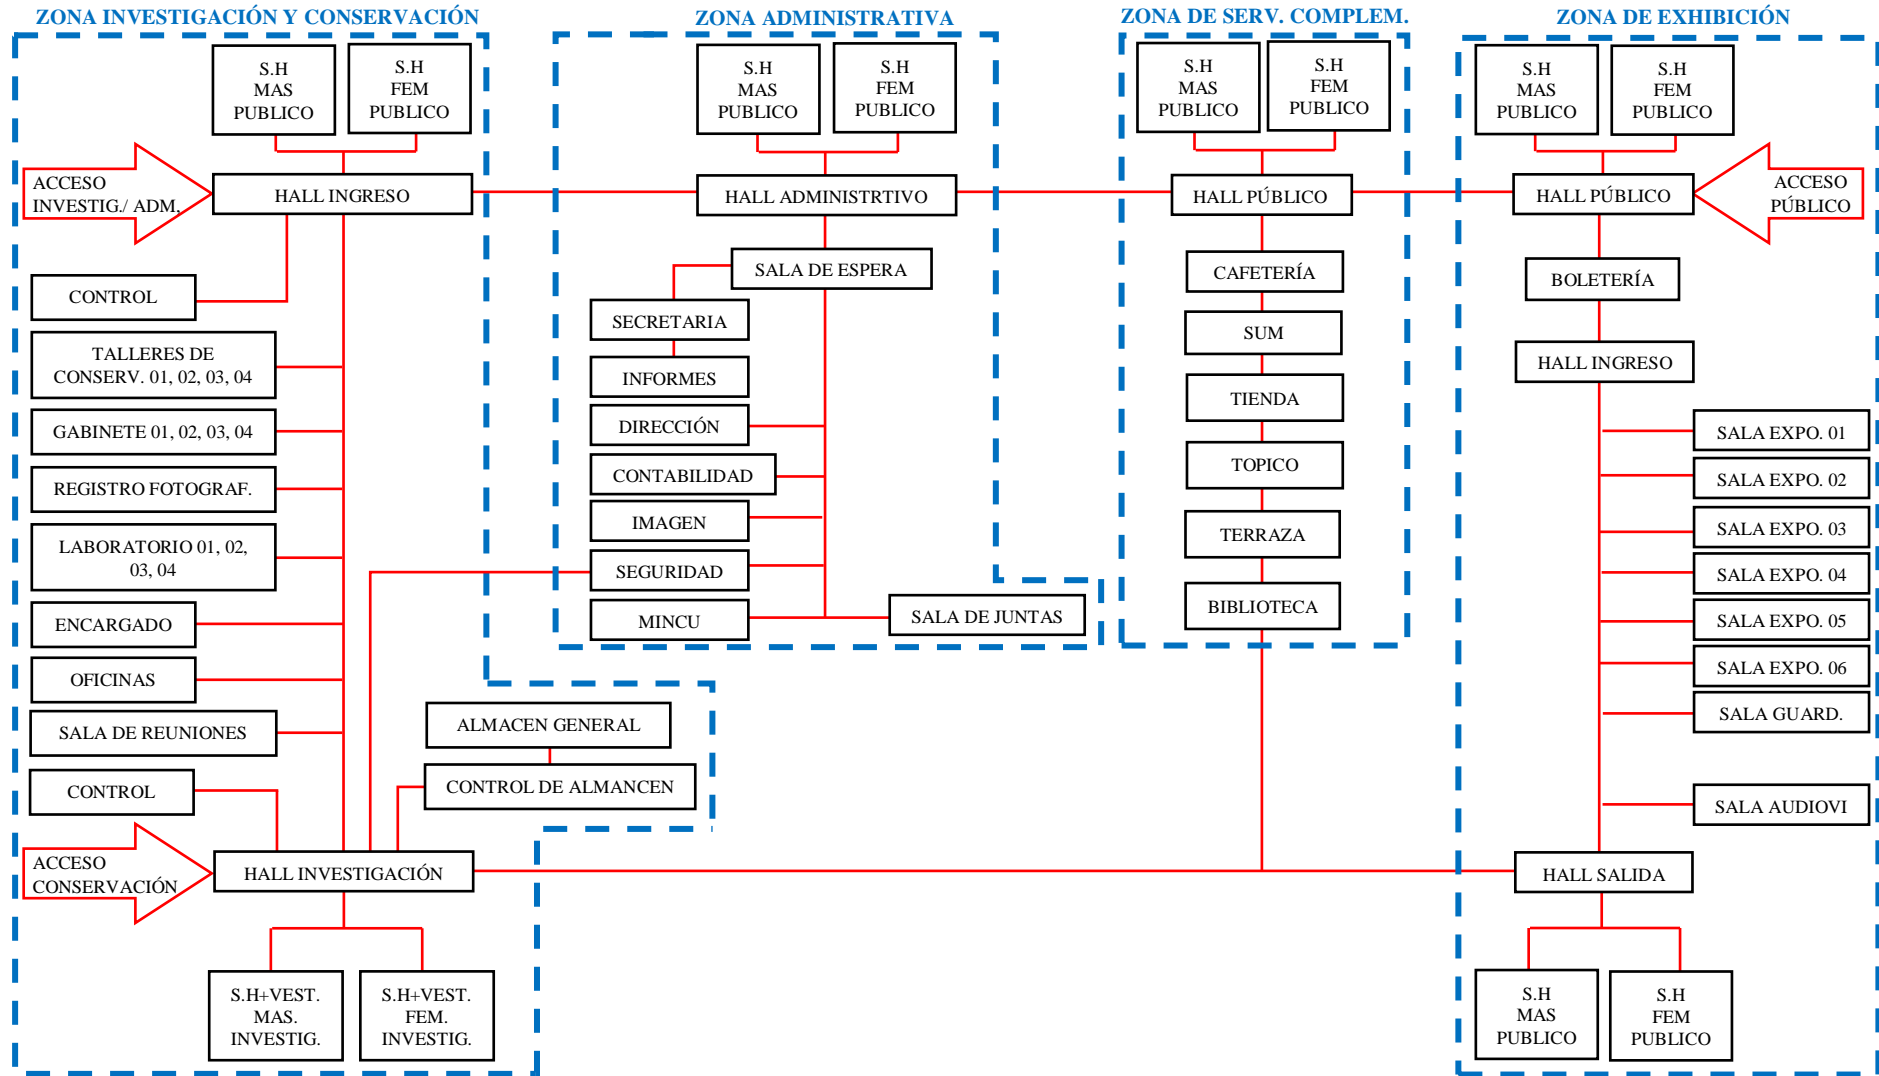 ZONA INVESTIGACIÓN Y CONSERVACIÓN
S.H
MAS
PUBLICO
S.H
FEM
PUBLICO
ACCESO
INVESTIG./ ADM.
HALL INGRESO
CONTROL
TALLERES DE
CONSERV. 01, 02, 03, 04
GABINETE 01, 02, 03, 04
REGISTRO FOTOGRAF.
LABORATORIO 01, 02,
03, 04
ENCARGADO
OFICINAS
SALA DE REUNIONES
CONTROL
ALMACEN GENERAL
CONTROL DE ALMANCEN
ACCESO
CONSERVACIÓN
HALL INVESTIGACIÓN
S.H+VEST.
MAS.
INVESTIG.
S.H+VEST.
FEM.
INVESTIG.
ZONA ADMINISTRATIVA
S.H
MAS
PUBLICO
S.H
FEM
PUBLICO
HALL ADMINISTRTIVO
SALA DE ESPERA
SECRETARIA
INFORMES
DIRECCIÓN
CONTABILIDAD
IMAGEN
SEGURIDAD
MINCU
SALA DE JUNTAS
ZONA DE SERV. COMPLEM.
S.H
MAS
PUBLICO
S.H
FEM
PUBLICO
HALL PÚBLICO
CAFETERÍA
SUM
TIENDA
TOPICO
TERRAZA
BIBLIOTECA
ZONA DE EXHIBICIÓN
S.H
MAS
PUBLICO
S.H
FEM
PUBLICO
HALL PÚBLICO
ACCESO
PÚBLICO
BOLETERÍA
HALL INGRESO
SALA EXPO. 01
SALA EXPO. 02
SALA EXPO. 03
SALA EXPO. 04
SALA EXPO. 05
SALA EXPO. 06
SALA GUARD.
SALA AUDIOVI
HALL SALIDA
S.H
MAS
PUBLICO
S.H
FEM
PUBLICO